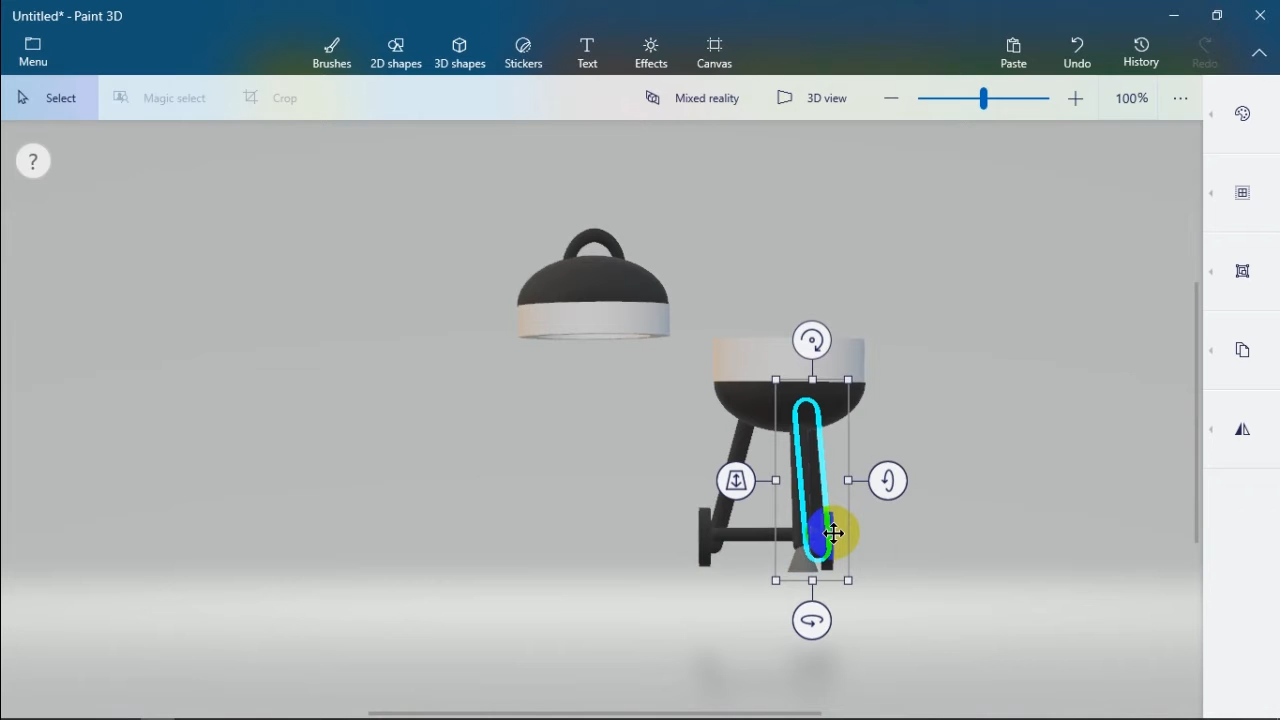 Untitled* - Paint 3D
Menu
Brushes
2D shapes
3D shapes
Stickers
Text
Effects
Canvas
Paste
Undo
History
Redo
Select
Magic select
Crop
Mixed reality
3D view
100%
?